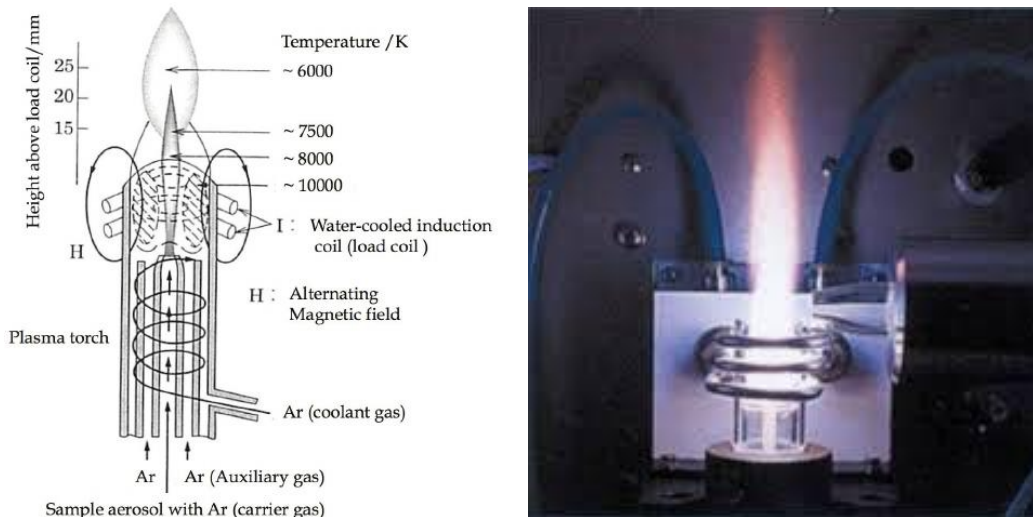 Temperature /K
Height above load coil/mm
25
20
15
~6000
~7500
~8000
~10000
I : Water-cooled induction
coil (load coil )
H
H : Alternating
Magnetic field
Plasma torch
Ar (coolant gas)
Ar
Ar (Auxiliary gas)
Sample aerosol with Ar (carrier gas)